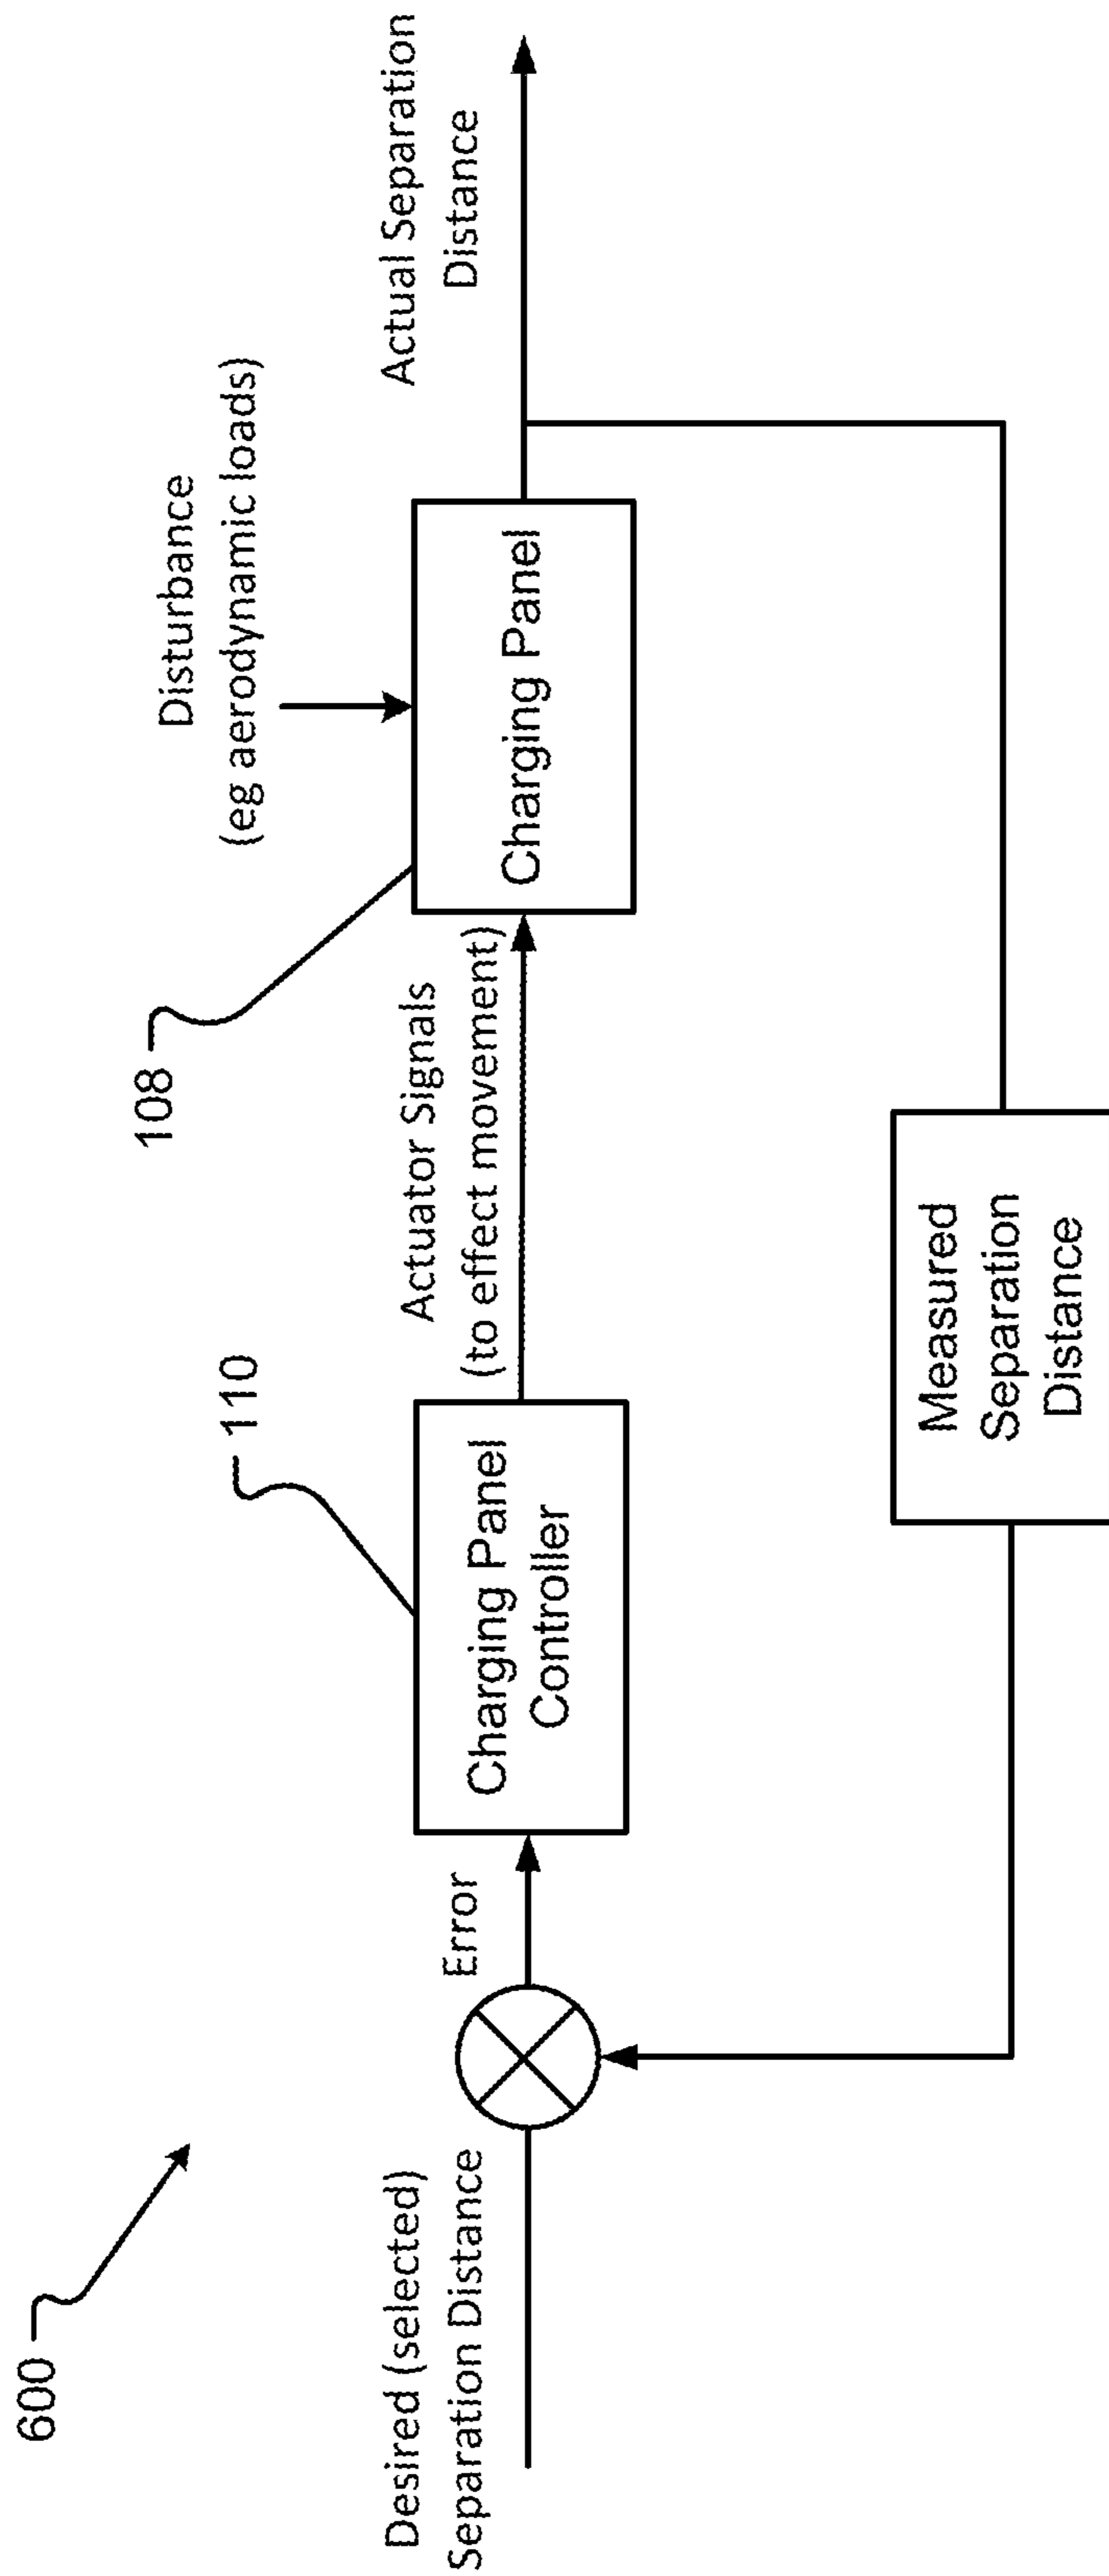 600
Desired (selected)
Separation Distance
Error
110
Charging Panel
Controller
Actuator Signals
(to effect movement)
108
Disturbance
(eg aerodynamic loads)
Charging Panel
Actual Separation
Distance
Measured
Separation
Distance